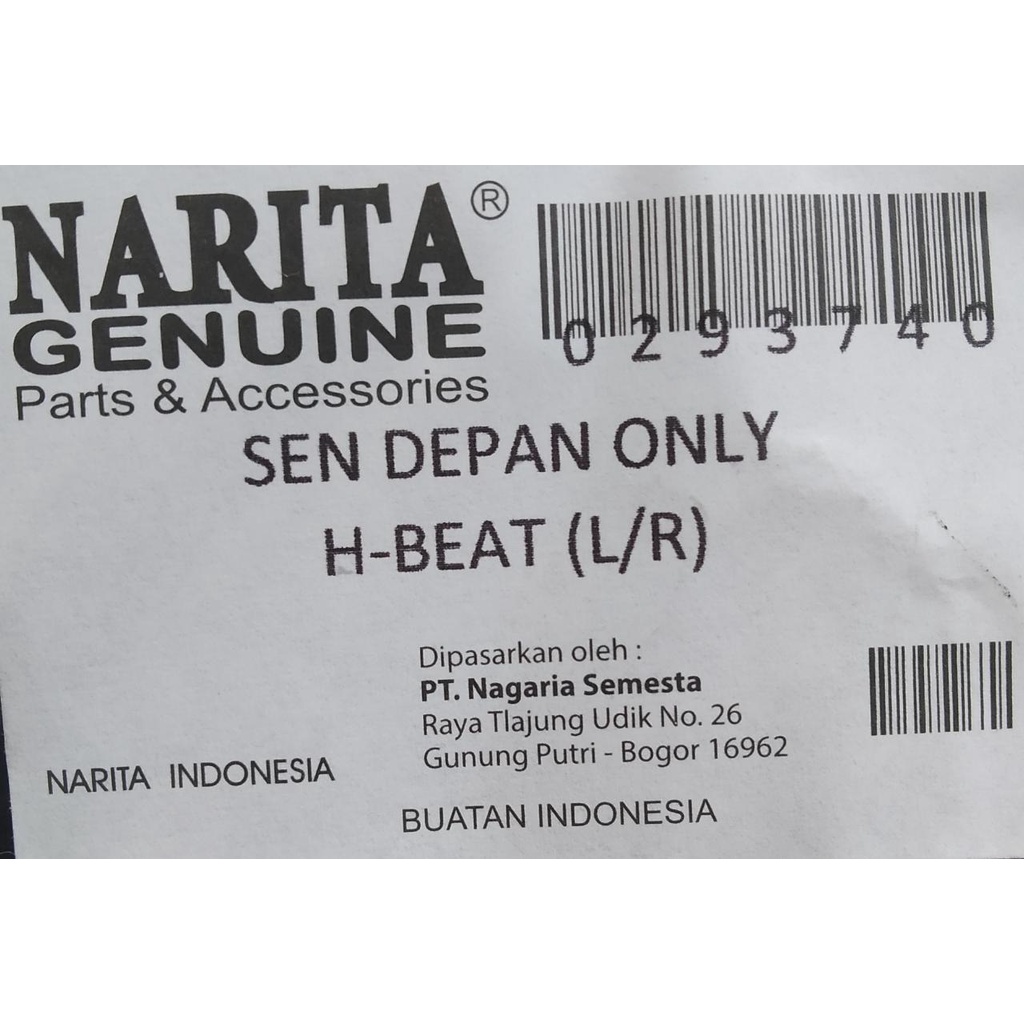 NARITA®
GENUINE
Parts & Accessories
0293740
SEN DEPAN ONLY
H-BEAT (L/R)
Dipasarkan oleh :
PT. Nagaria Semesta
Raya Tlajung Udik No. 26
Gunung Putri - Bogor 16962
NARITA INDONESIA
BUATAN INDONESIA